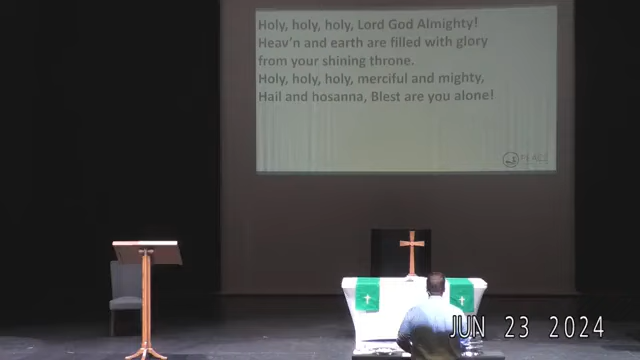 Holy, holy, holy, Lord God Almighty!
Heav'n and earth are filled with glory
from your shining throne.
Holy, holy, holy, merciful and mighty,
Hail and hosanna, Blest are you alone!
PEACE
JUN 23 2024